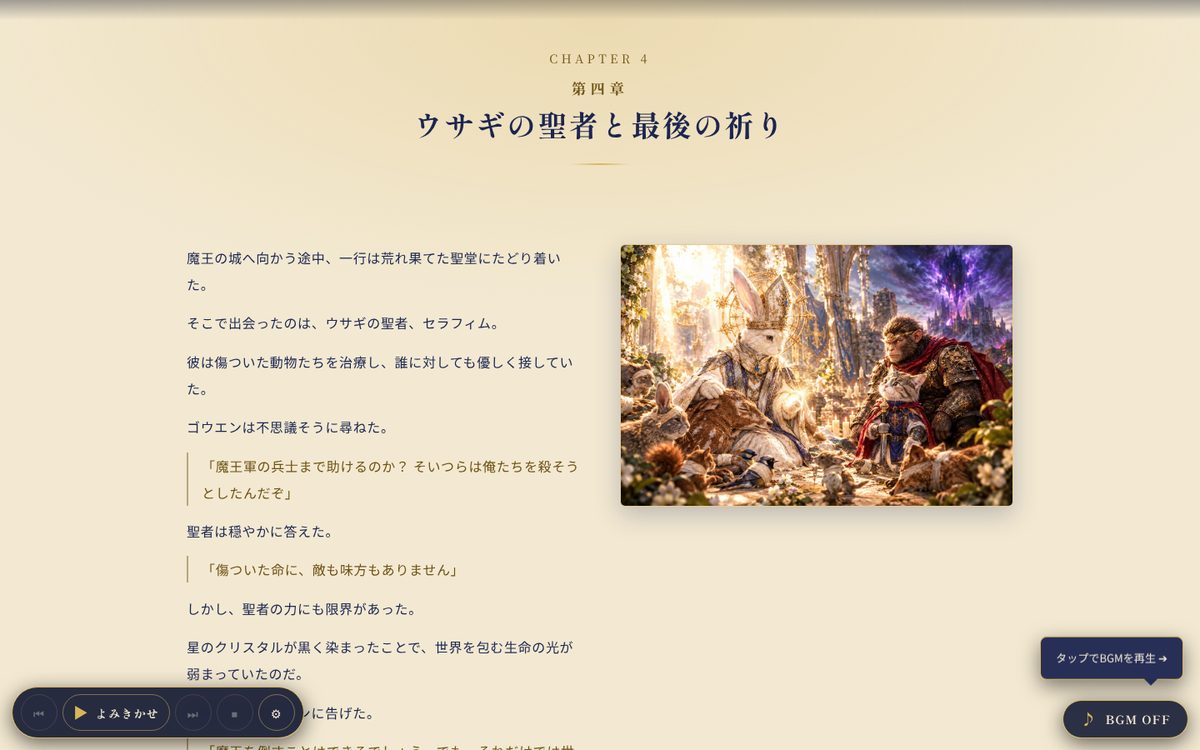 CHAPTER 4
第四章
ウサギの聖者と最後の祈り
魔王の城へ向かう途中、一行は荒れ果てた聖堂にたどり着い
た。
そこで出会ったのは、ウサギの聖者、セラフィム。
彼は傷ついた動物たちを治療し、誰に対しても優しく接してい
た。
ゴウエンは不思議そうに尋ねた。
「魔王軍の兵士まで助けるのか？ そいつらは俺たちを殺そう
としたんだぞ」
聖者は穏やかに答えた。
「傷ついた命に、敵も味方もありません」
しかし、聖者の力にも限界があった。
星のクリスタルが黒く染まったことで、世界を包む生命の光が
弱まっていたのだ。
に告げた。
タップでBGMを再生 ➔
よみきかせ
♪ BGM OFF